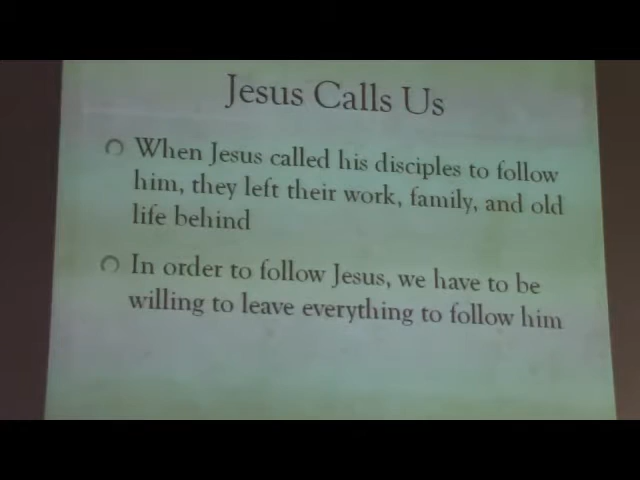 Jesus Calls Us
When Jesus called his disciples to follow
him, they left their work, family, and old
life behind
In order to follow Jesus, we have to be
willing to leave everything to follow him